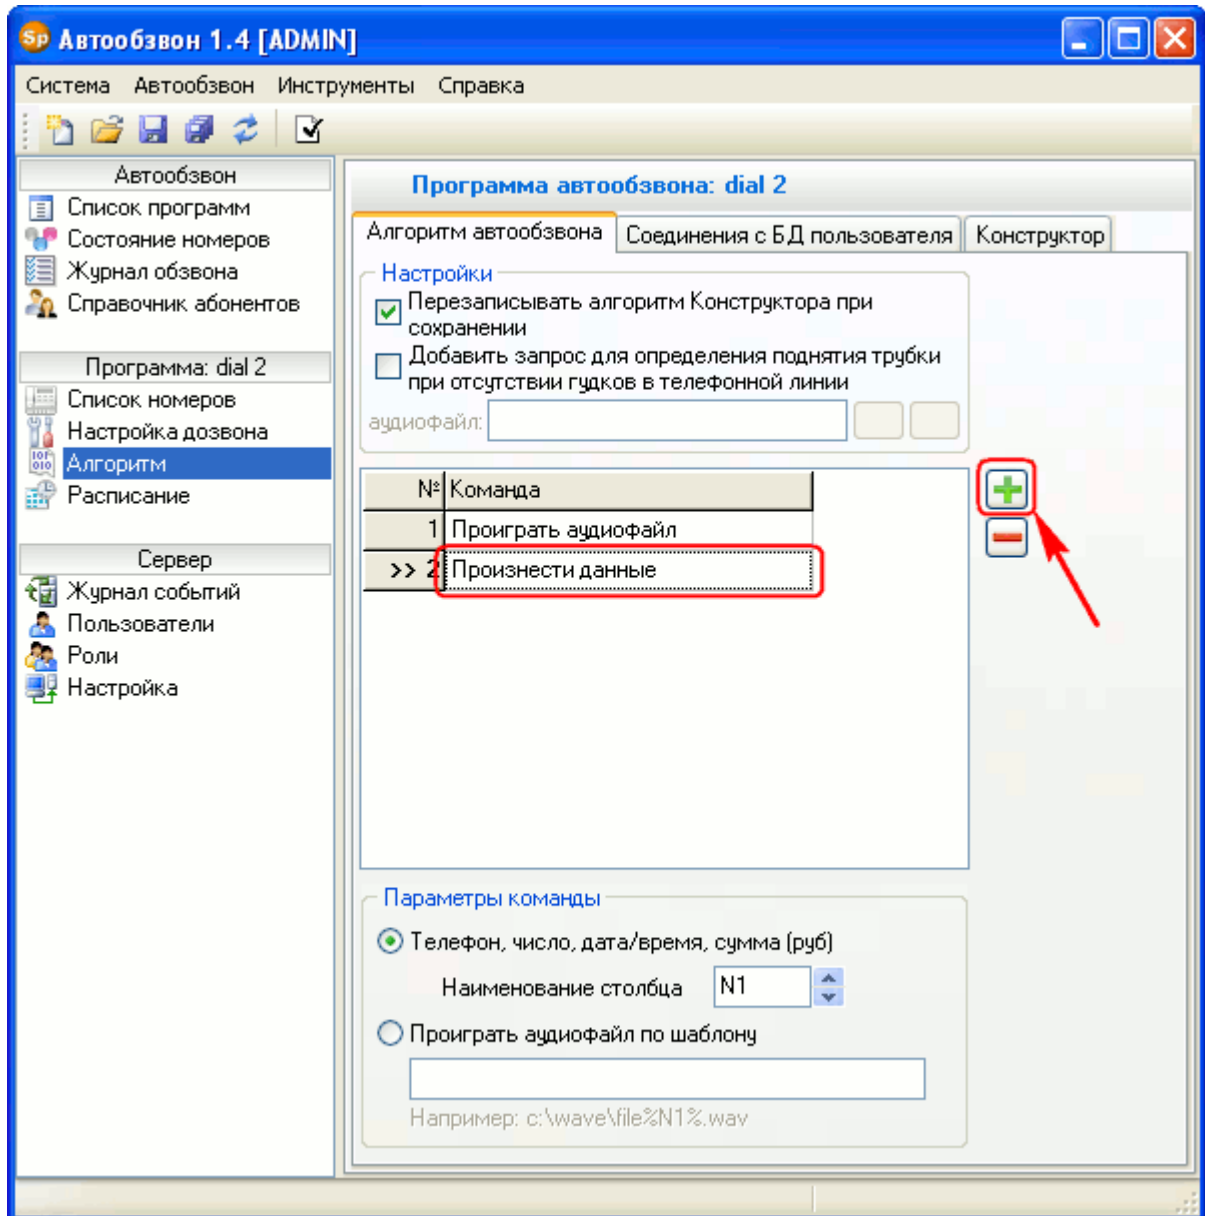 Sp Автообзвон 1.4 [ADMIN]
Система Автообзвон Инструменты Справка
Автообзвон
Список программ
Состояние номеров
Журнал обзвона
Справочник абонентов
Программа: dial 2
Список номеров
Настройка дозвона
Алгоритм
Расписание
Сервер
Журнал событий
Пользователи
Роли
Настройка
Программа автообзвона: dial 2
Алгоритм автообзвона Соединения с БД пользователя Конструктор
Настройки
Перезаписывать алгоритм Конструктора при
сохранении
Добавить запрос для определения поднятия трубки
при отсутствии гудков в телефонной линии
аудиофайл:
№ Команда
1 Проиграть аудиофайл
>> 2 Произнести данные
Параметры команды
Телефон, число, дата/время, сумма (руб)
Наименование столбца N1
Проиграть аудиофайл по шаблону
Например: c:\wave\file%N1%.wav